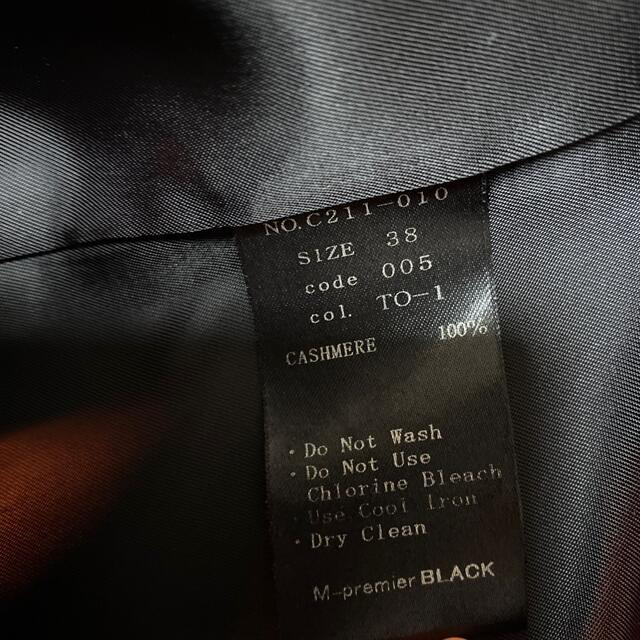 NO.C211-010
SIZE 38
code 005
col. TO-1
CASHMERE 100%
・Do Not Wash
・Do Not Use
Chlorine Bleach
・Use Cool Iron
・Dry Clean
M-premier BLACK